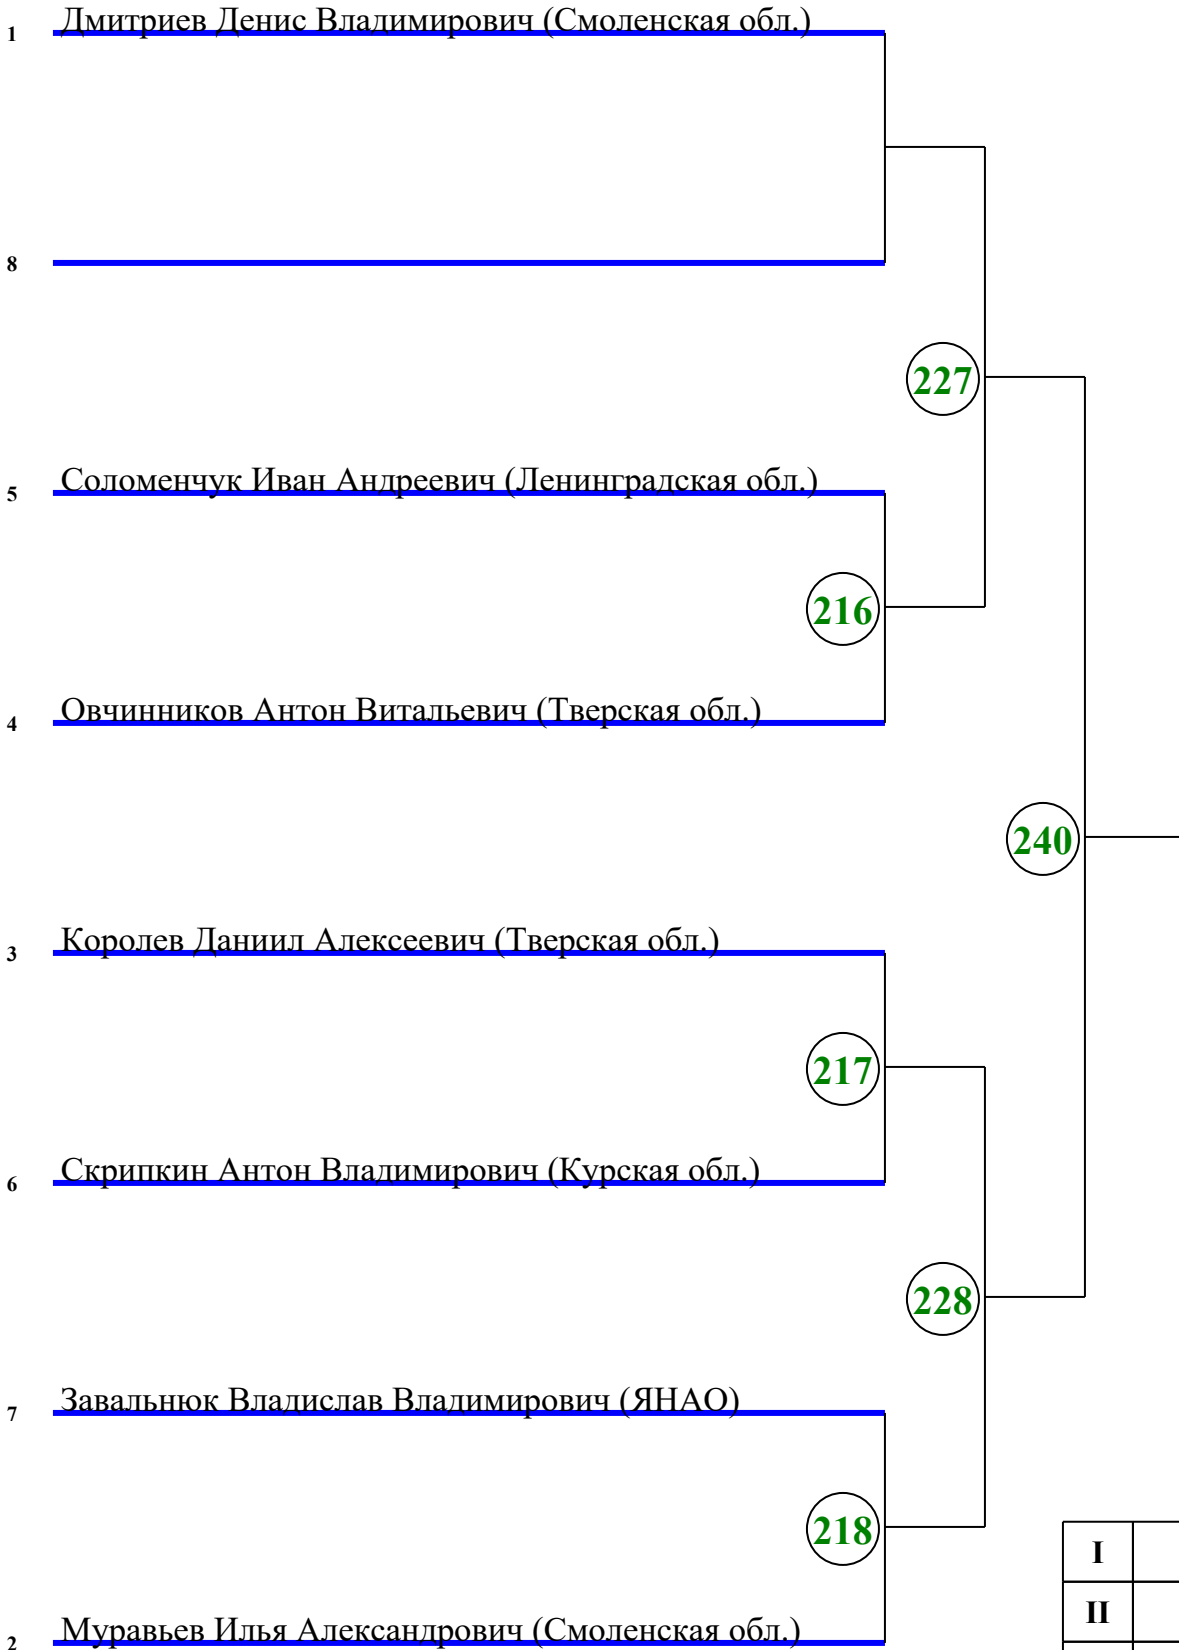 1 Дмитриев Денис Владимирович (Смоленская обл.)
8
227
5 Соломенчук Иван Андреевич (Ленинградская обл.)
216
4 Овчинников Антон Витальевич (Тверская обл.)
240
3 Королев Даниил Алексеевич (Тверская обл.)
217
6 Скрипкин Антон Владимирович (Курская обл.)
228
7 Завальнюк Владислав Владимирович (ЯНАО)
218
I
II
2 Муравьев Илья Александрович (Смоленская обл.)